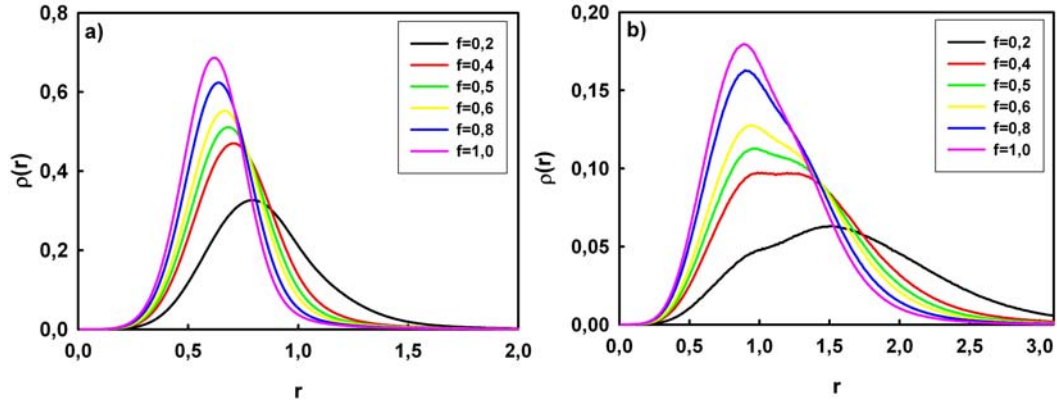 a)
f=0,2
f=0,4
f=0,5
f=0,6
f=0,8
f=1,0
0,8
0,6
0,4
0,2
0,0
ρ(r)
0,0 0,5 1,0 1,5 2,0
r
b)
f=0,2
f=0,4
f=0,5
f=0,6
f=0,8
f=1,0
0,20
0,15
0,10
0,05
0,00
ρ(r)
0,0 0,5 1,0 1,5 2,0 2,5 3,0
r